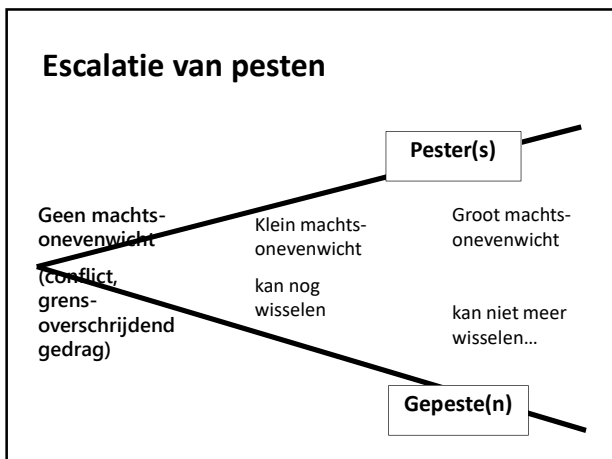 Escalatie van pesten
Pester(s)
Geen machts-
onevenwicht
(conflict,
grens-
overschrijdend
gedrag)
Klein machts-
onevenwicht
kan nog
wisselen
Groot machts-
onevenwicht
kan niet meer
wisselen…
Gepeste(n)